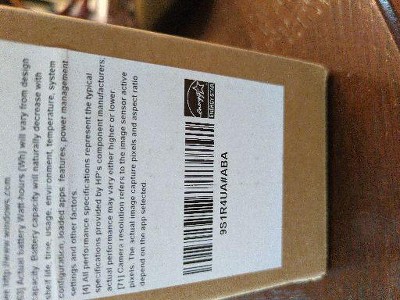 http://www.windows.com
actual battery Watt-hours (Wh) will vary from design
capacity. Battery capacity will naturally decrease with
shelf life, time, usage, environment, temperature, system
configuration, loaded apps, features, power management
settings, and other factors.
[4] All performance specifications represent the typical
specifications provided by HP's component manufacturers;
actual performance may vary either higher or lower.
[71] Camera resolution refers to the image sensor active
pixels. The actual image capture pixels and aspect ratio
depend on the app selected.
energy
ENERGY STAR
9S1R4UA#ABA